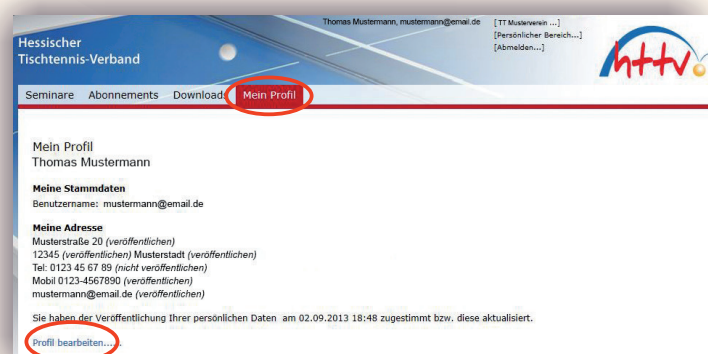 Thomas Mustermann, mustermann@email.de
[ TT Musterverein ...]
[Persönlicher Bereich...]
[Abmelden...]
Hessischer
Tischtennis-Verband
httv
Seminare Abonnements Downloads Mein Profil
Mein Profil
Thomas Mustermann
Meine Stammdaten
Benutzername: mustermann@email.de
Meine Adresse
Musterstraße 20 (veröffentlichen)
12345 (veröffentlichen) Musterstadt (veröffentlichen)
Tel: 0123 45 67 89 (nicht veröffentlichen)
Mobil 0123-4567890 (veröffentlichen)
mustermann@email.de (veröffentlichen)
Sie haben der Veröffentlichung Ihrer persönlichen Daten am 02.09.2013 18:48 zugestimmt bzw. diese aktualisiert.
Profil bearbeiten.....